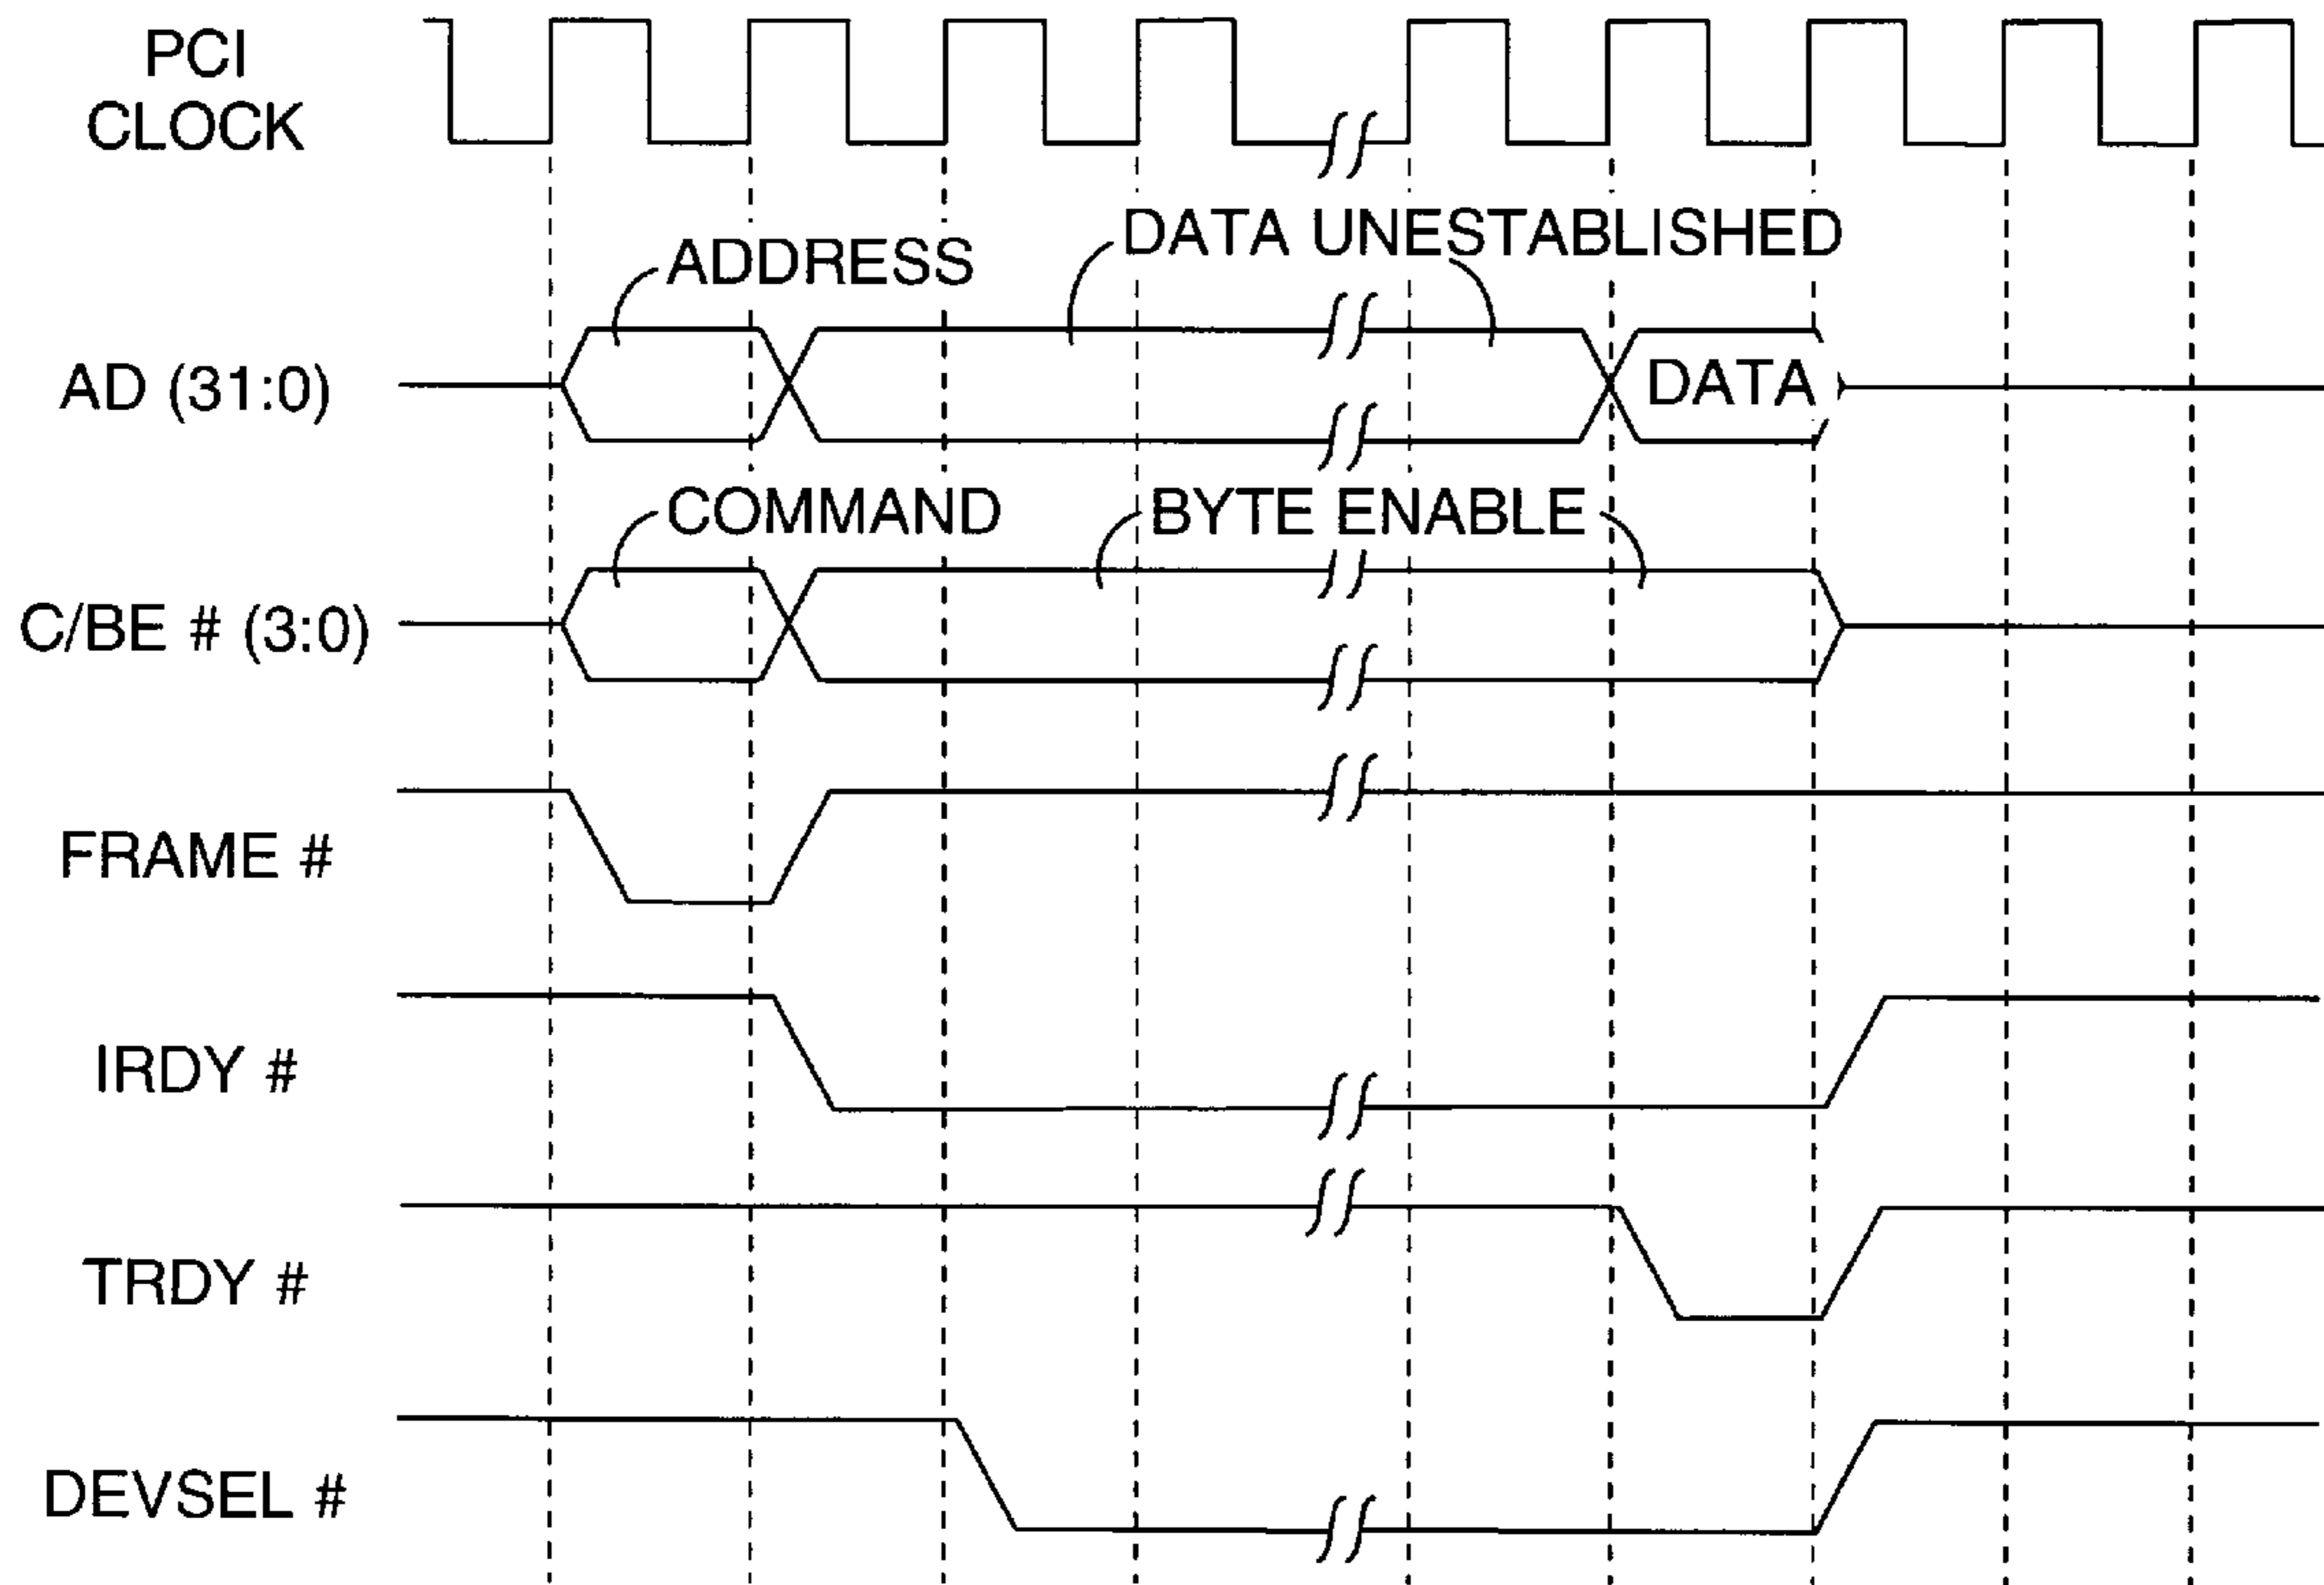 PCI
CLOCK
DATA UNESTABLISHED
ADDRESS
AD (31:0)
DATA
COMMAND
BYTE ENABLE
C/BE # (3:0)
FRAME #
IRDY #
TRDY #
DEVSEL #